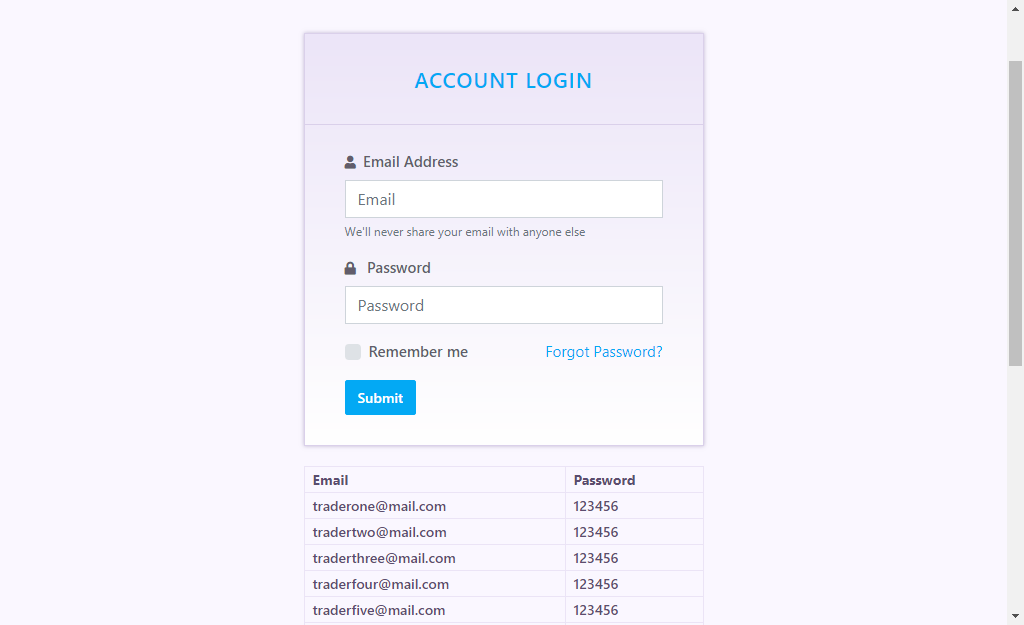 ACCOUNT LOGIN
Email Address
Email
We'll never share your email with anyone else
Password
Password
Remember me Forgot Password?
Submit
Email Password
traderone@mail.com 123456
tradertwo@mail.com 123456
traderthree@mail.com 123456
traderfour@mail.com 123456
traderfive@mail.com 123456